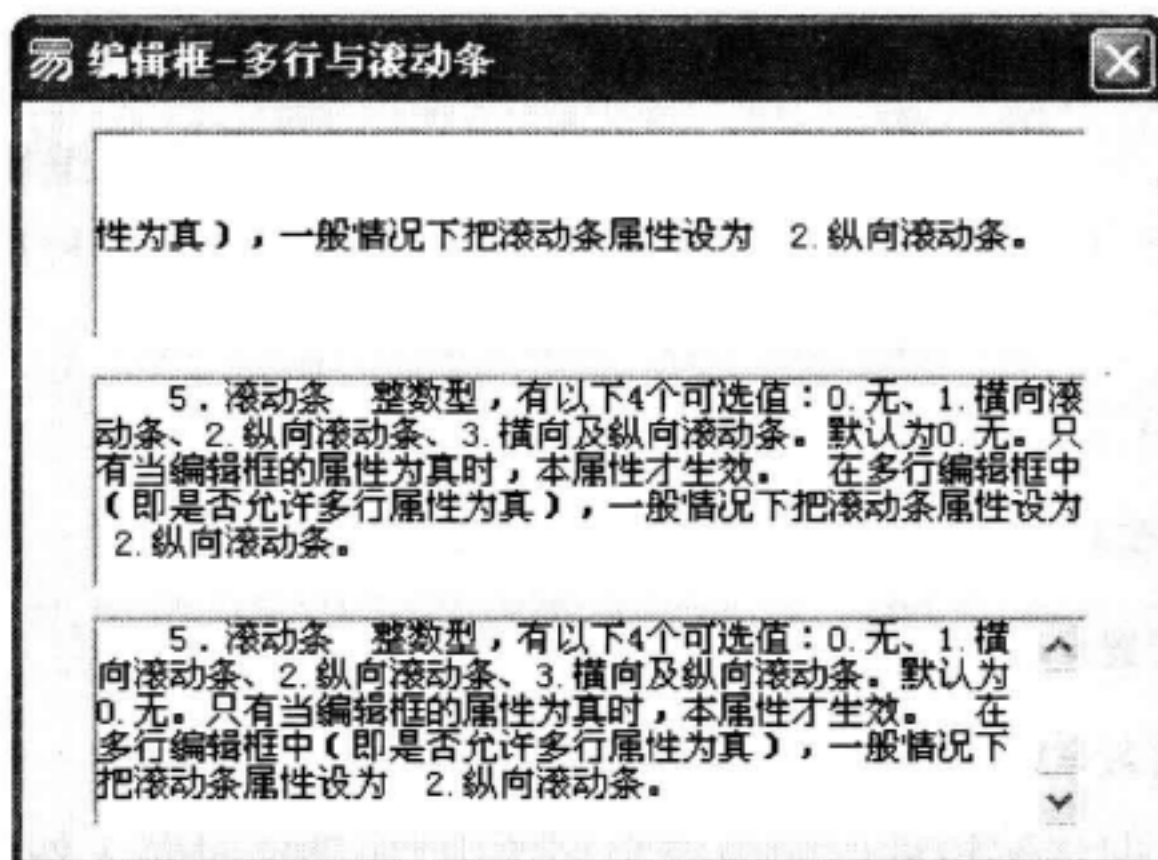 易 编辑框-多行与滚动条
性为真），一般情况下把滚动条属性设为　2.纵向滚动条。
5．滚动条　整数型，有以下4个可选值：0.无、1.横向滚
动条、2.纵向滚动条、3.横向及纵向滚动条。默认为0.无。只
有当编辑框的属性为真时，本属性才生效。　在多行编辑框中
（即是否允许多行属性为真），一般情况下把滚动条属性设为
2.纵向滚动条。
5．滚动条　整数型，有以下4个可选值：0.无、1.横
向滚动条、2.纵向滚动条、3.横向及纵向滚动条。默认为
0.无。只有当编辑框的属性为真时，本属性才生效。　在
多行编辑框中（即是否允许多行属性为真），一般情况下
把滚动条属性设为　2.纵向滚动条。